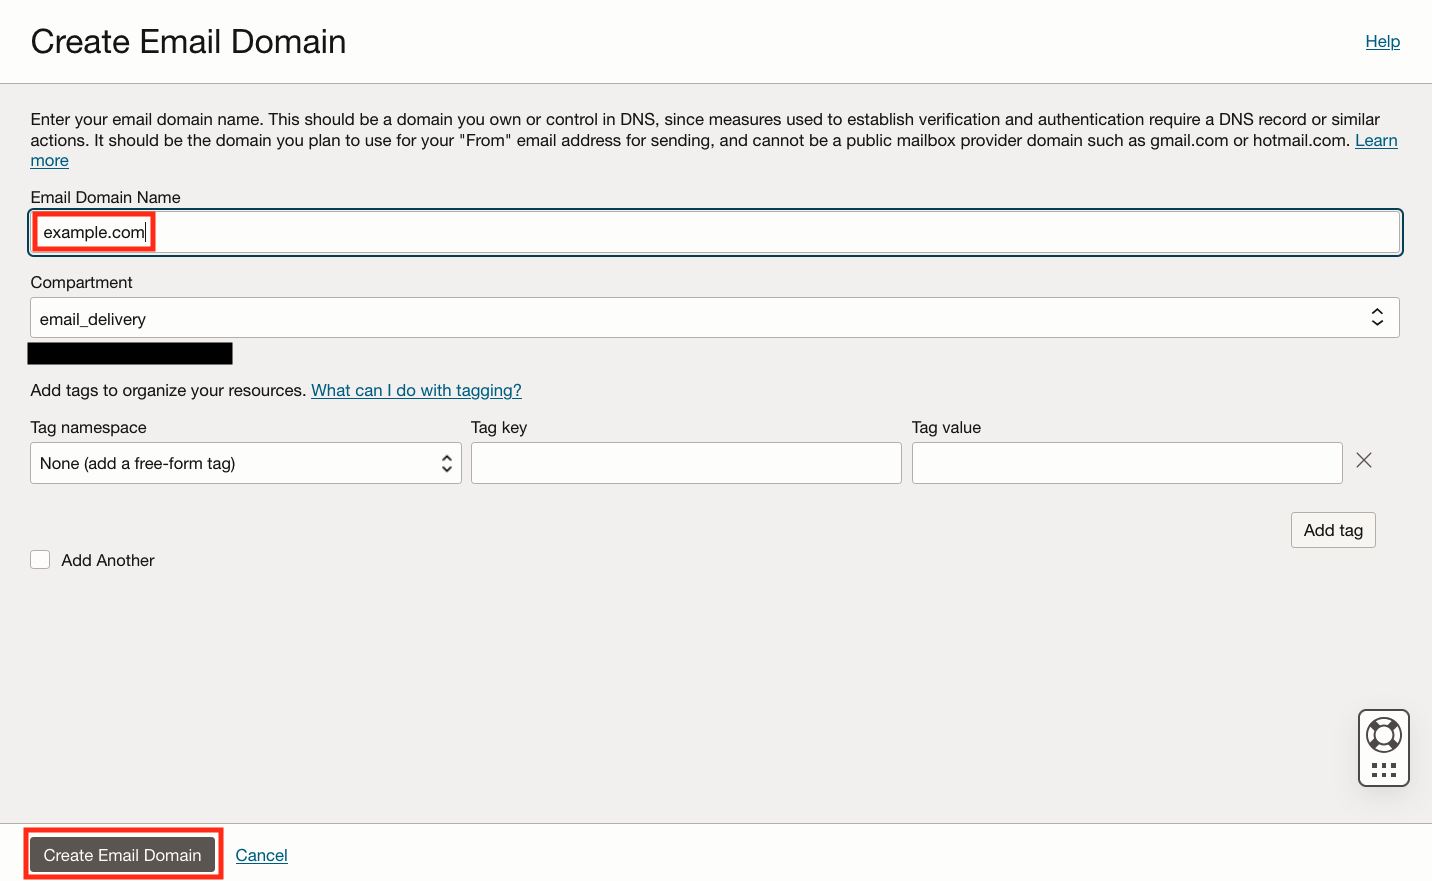 Create Email Domain
Help
Enter your email domain name. This should be a domain you own or control in DNS, since measures used to establish verification and authentication require a DNS record or similar
actions. It should be the domain you plan to use for your "From" email address for sending, and cannot be a public mailbox provider domain such as gmail.com or hotmail.com. Learn
more
Email Domain Name
example.com
Compartment
email_delivery
Add tags to organize your resources. What can I do with tagging?
Tag namespace
Tag key
Tag value
None (add a free-form tag)
Add tag
Add Another
Create Email Domain
Cancel